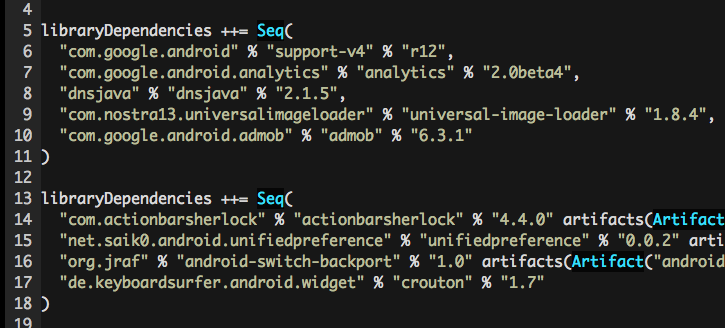 4
5 libraryDependencies ++= Seq(
6 "com.google.android" % "support-v4" % "r12",
7 "com.google.android.analytics" % "analytics" % "2.0beta4",
8 "dnsjava" % "dnsjava" % "2.1.5",
9 "com.nostra13.universalimageloader" % "universal-image-loader" % "1.8.4",
10 "com.google.android.admob" % "admob" % "6.3.1"
11 )
12
13 libraryDependencies ++= Seq(
14 "com.actionbarsherlock" % "actionbarsherlock" % "4.4.0" artifacts(Artifact
15 "net.saik0.android.unifiedpreference" % "unifiedpreference" % "0.0.2" arti
16 "org.jraf" % "android-switch-backport" % "1.0" artifacts(Artifact("android
17 "de.keyboardsurfer.android.widget" % "crouton" % "1.7"
18 )
19